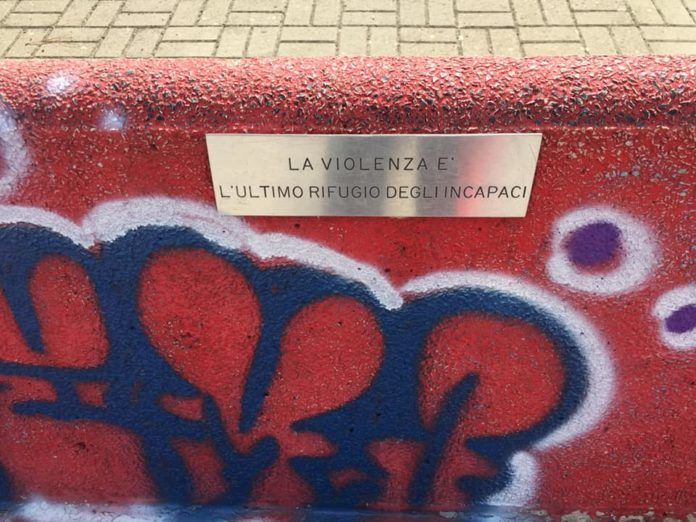 LA VIOLENZA E'
L'ULTIMO RIFUGIO DEGLI INCAPACI